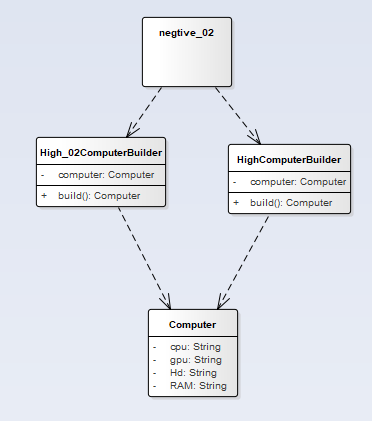 negtive_02
High_02ComputerBuilder
- computer: Computer
+ build(): Computer
HighComputerBuilder
- computer: Computer
+ build(): Computer
Computer
- cpu: String
- gpu: String
- Hd: String
- RAM: String